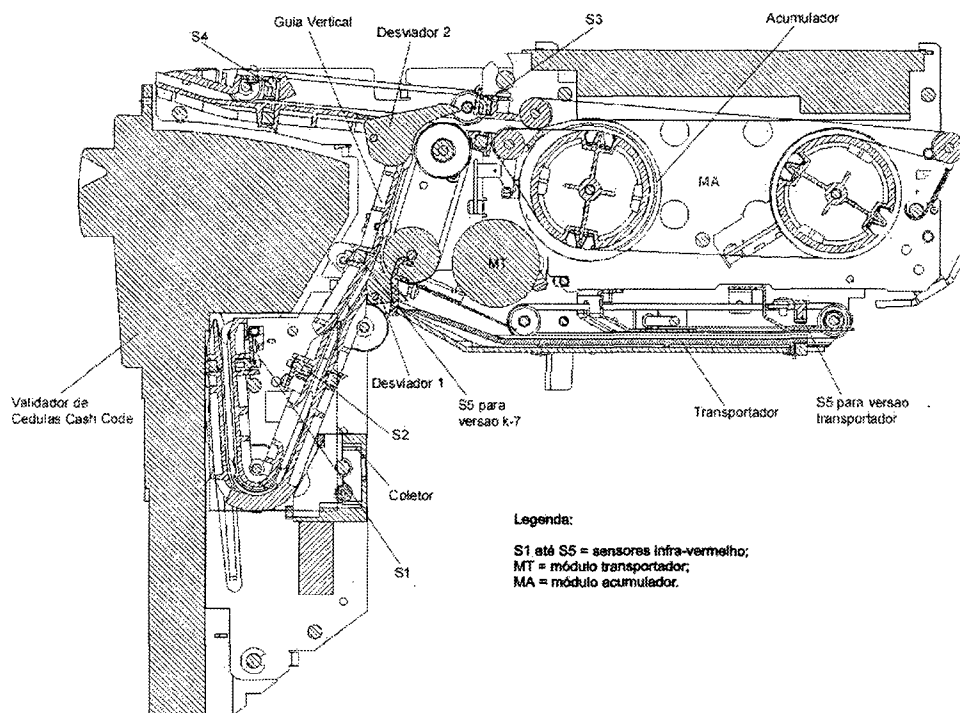 S4
Guia Vertical
Desviador 2
S3
Acumulador
MA
MT
Validador de
Cedulas Cash Code
Desviador 1
S2
S5 para
versao k-7
Transportador
S5 para versao
transportador
Coletor
S1
Legenda:
S1 até S5 = sensores infra-vermelho;
MT = módulo transportador;
MA = módulo acumulador.